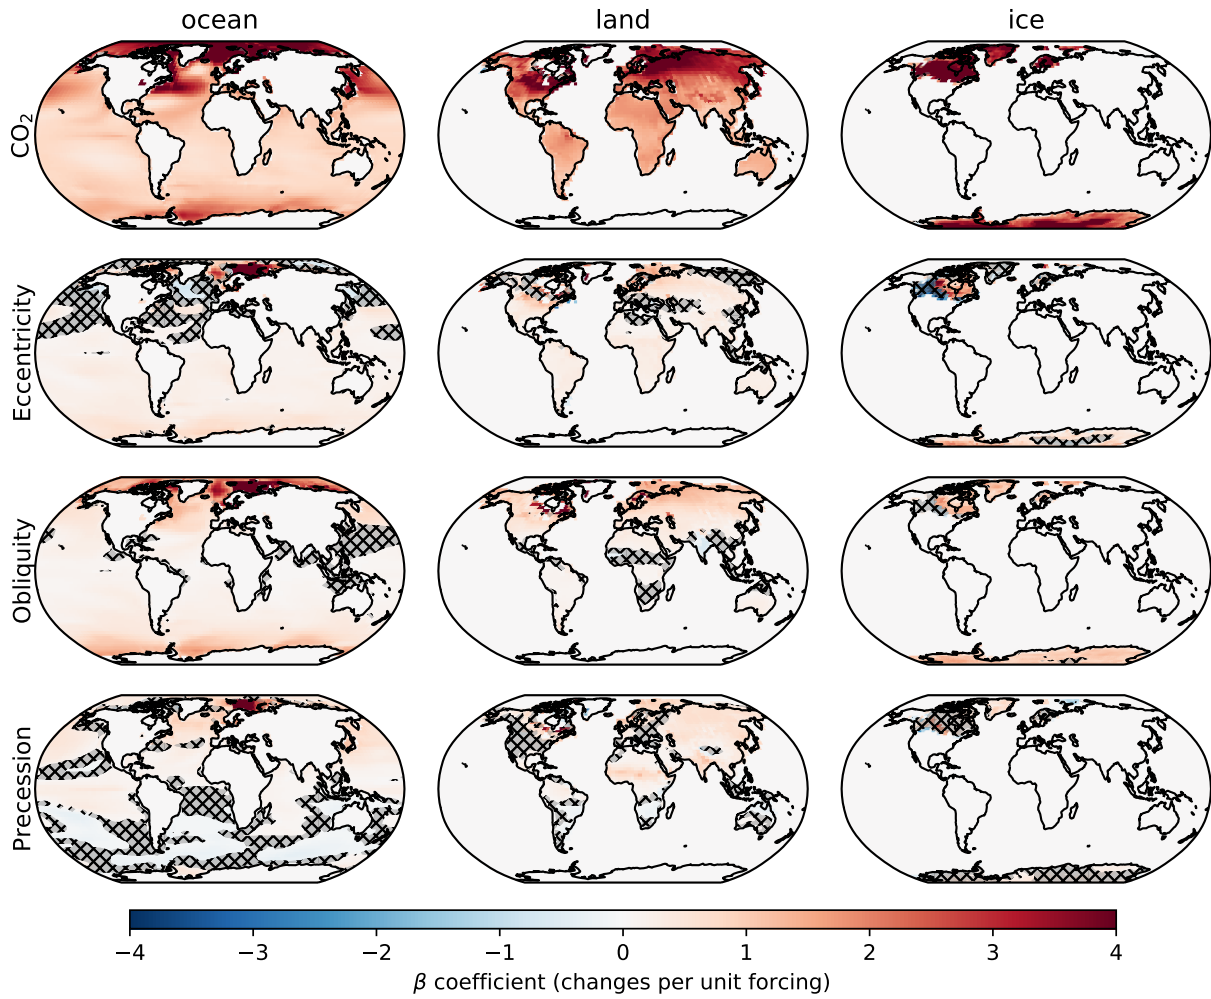 ocean land ice
CO₂
Eccentricity
Obliquity
Precession
−4 −3 −2 −1 0 1 2 3 4
β coefficient (changes per unit forcing)